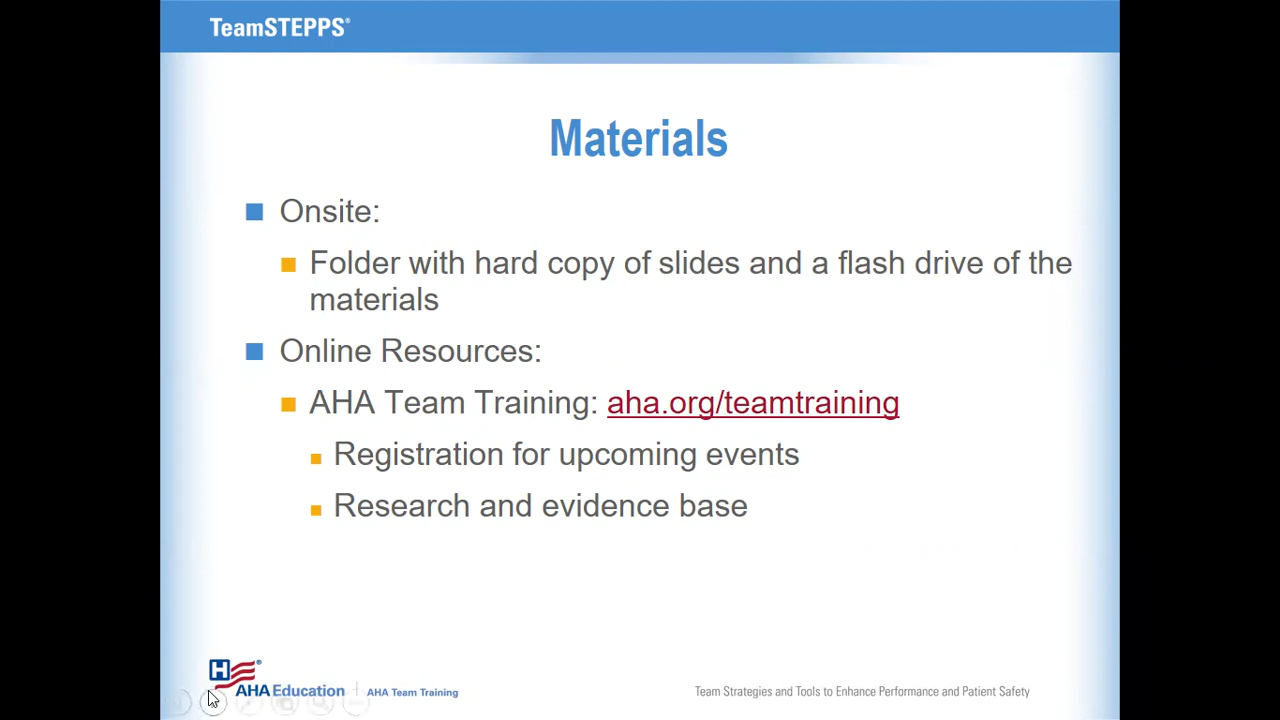 TeamSTEPPS®
Materials
Onsite:
Folder with hard copy of slides and a flash drive of the
materials
Online Resources:
AHA Team Training: aha.org/teamtraining
Registration for upcoming events
Research and evidence base
H®
AHA Education | AHA Team Training
Team Strategies and Tools to Enhance Performance and Patient Safety